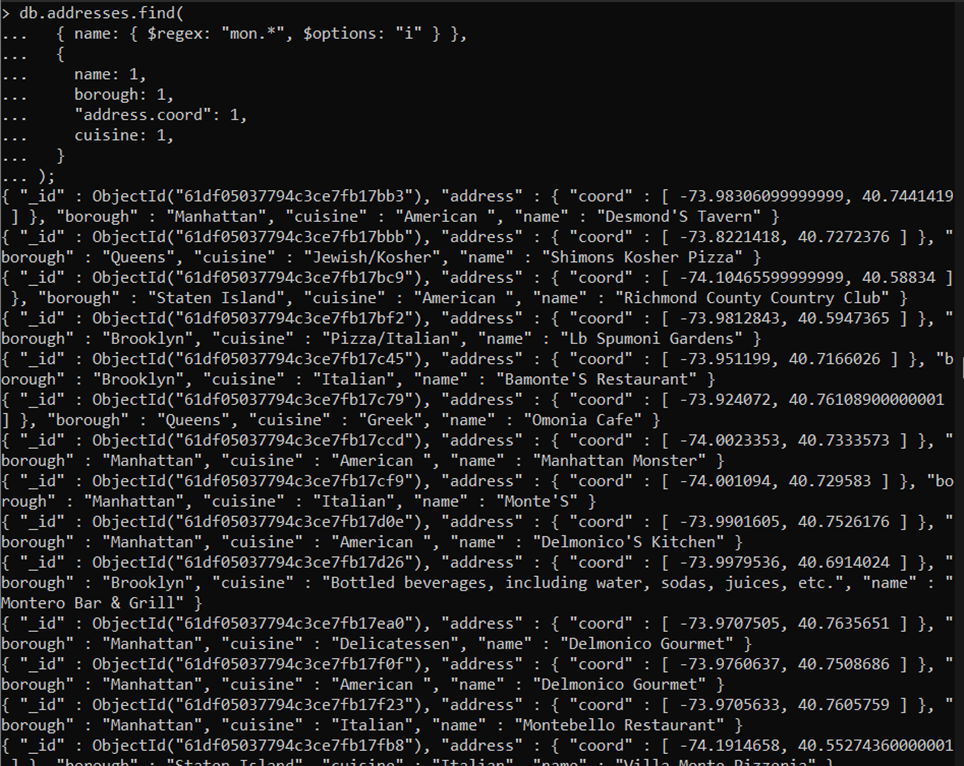 > db.addresses.find(
...   { name: { $regex: "mon.*", $options: "i" } },
...   {
...     name: 1,
...     borough: 1,
...     "address.coord": 1,
...     cuisine: 1,
...   }
... );
{ "_id" : ObjectId("61df05037794c3ce7fb17bb3"), "address" : { "coord" : [ -73.98306099999999, 40.7441419
 ] }, "borough" : "Manhattan", "cuisine" : "American ", "name" : "Desmond'S Tavern" }
{ "_id" : ObjectId("61df05037794c3ce7fb17bbb"), "address" : { "coord" : [ -73.8221418, 40.7272376 ] }, "
borough" : "Queens", "cuisine" : "Jewish/Kosher", "name" : "Shimons Kosher Pizza" }
{ "_id" : ObjectId("61df05037794c3ce7fb17bc9"), "address" : { "coord" : [ -74.10465599999999, 40.58834 ]
 }, "borough" : "Staten Island", "cuisine" : "American ", "name" : "Richmond County Country Club" }
{ "_id" : ObjectId("61df05037794c3ce7fb17bf2"), "address" : { "coord" : [ -73.9812843, 40.5947365 ] }, "
borough" : "Brooklyn", "cuisine" : "Pizza/Italian", "name" : "Lb Spumoni Gardens" }
{ "_id" : ObjectId("61df05037794c3ce7fb17c45"), "address" : { "coord" : [ -73.951199, 40.7166026 ] }, "b
orough" : "Brooklyn", "cuisine" : "Italian", "name" : "Bamonte'S Restaurant" }
{ "_id" : ObjectId("61df05037794c3ce7fb17c79"), "address" : { "coord" : [ -73.924072, 40.76108900000001
] }, "borough" : "Queens", "cuisine" : "Greek", "name" : "Omonia Cafe" }
{ "_id" : ObjectId("61df05037794c3ce7fb17ccd"), "address" : { "coord" : [ -74.0023353, 40.7333573 ] }, "
borough" : "Manhattan", "cuisine" : "American ", "name" : "Manhattan Monster" }
{ "_id" : ObjectId("61df05037794c3ce7fb17cf9"), "address" : { "coord" : [ -74.001094, 40.729583 ] }, "bo
rough" : "Manhattan", "cuisine" : "Italian", "name" : "Monte'S" }
{ "_id" : ObjectId("61df05037794c3ce7fb17d0e"), "address" : { "coord" : [ -73.9901605, 40.7526176 ] }, "
borough" : "Manhattan", "cuisine" : "American ", "name" : "Delmonico'S Kitchen" }
{ "_id" : ObjectId("61df05037794c3ce7fb17d26"), "address" : { "coord" : [ -73.9979536, 40.6914024 ] }, "
borough" : "Brooklyn", "cuisine" : "Bottled beverages, including water, sodas, juices, etc.", "name" : "
Montero Bar & Grill" }
{ "_id" : ObjectId("61df05037794c3ce7fb17ea0"), "address" : { "coord" : [ -73.9707505, 40.7635651 ] }, "
borough" : "Manhattan", "cuisine" : "Delicatessen", "name" : "Delmonico Gourmet" }
{ "_id" : ObjectId("61df05037794c3ce7fb17f0f"), "address" : { "coord" : [ -73.9760637, 40.7508686 ] }, "
borough" : "Manhattan", "cuisine" : "American ", "name" : "Delmonico Gourmet" }
{ "_id" : ObjectId("61df05037794c3ce7fb17f23"), "address" : { "coord" : [ -73.9705633, 40.7605759 ] }, "
borough" : "Manhattan", "cuisine" : "Italian", "name" : "Montebello Restaurant" }
{ "_id" : ObjectId("61df05037794c3ce7fb17fb8"), "address" : { "coord" : [ -74.1914658, 40.55274360000001
 ] }, "borough" : "Staten Island", "cuisine" : "Italian", "name" : "Villa Monte Pizzeria" }